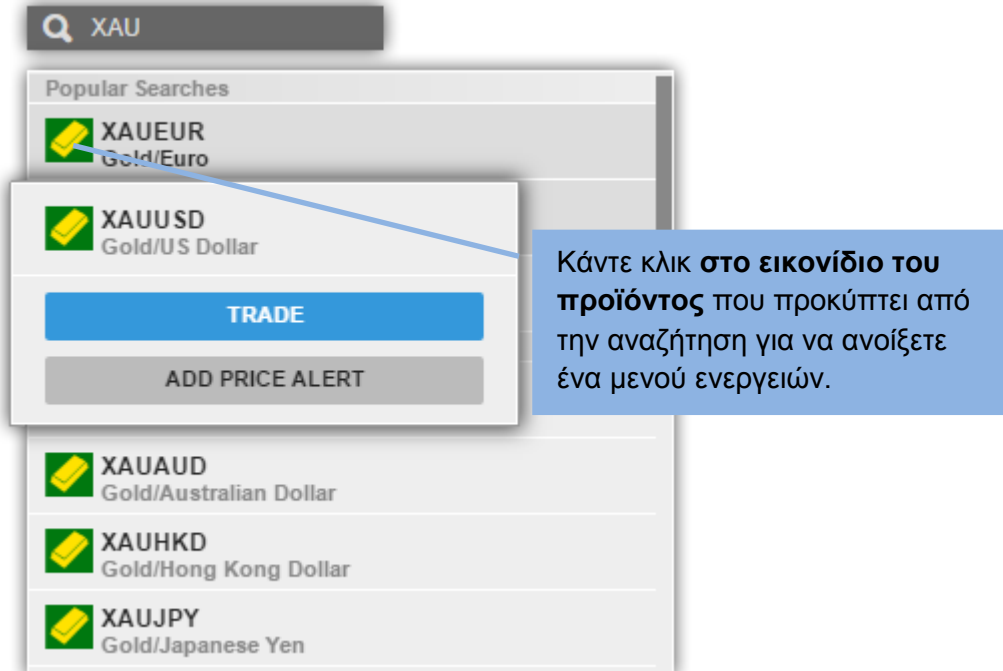 XAU
Popular Searches
XAUEUR
Gold/Euro
XAUUSD
Gold/US Dollar
TRADE
ADD PRICE ALERT
Κάντε κλικ στο εικονίδιο του
προϊόντος που προκύπτει από
την αναζήτηση για να ανοίξετε
ένα μενού ενεργειών.
XAUAUD
Gold/Australian Dollar
XAUHKD
Gold/Hong Kong Dollar
XAUJPY
Gold/Japanese Yen